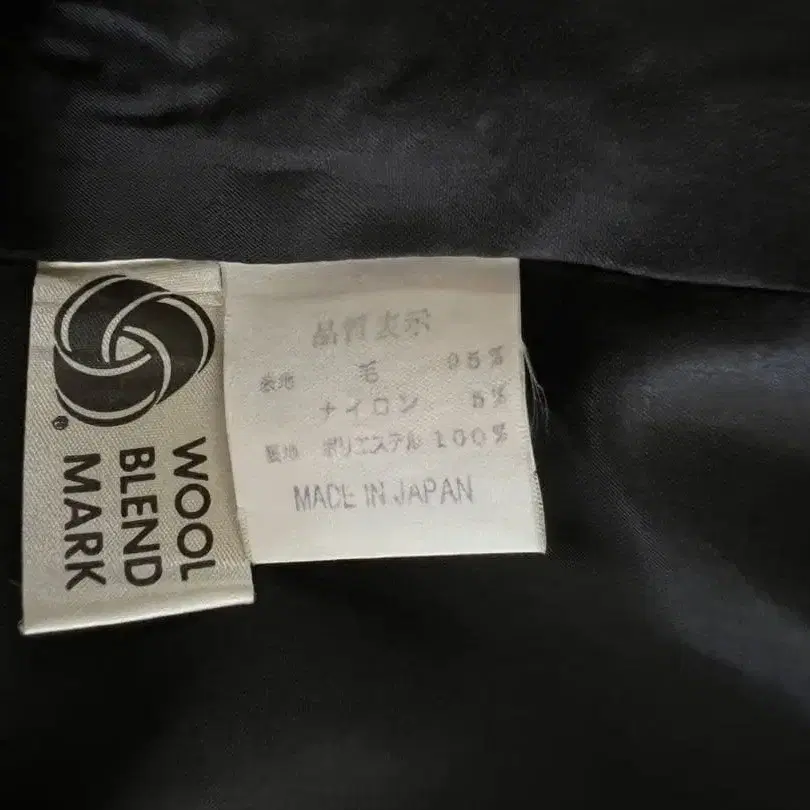 WOOL
BLEND
MARK
®
品質表示
表地 毛 95%
ナイロン 5%
裏地 ポリエステル 100%
MADE IN JAPAN